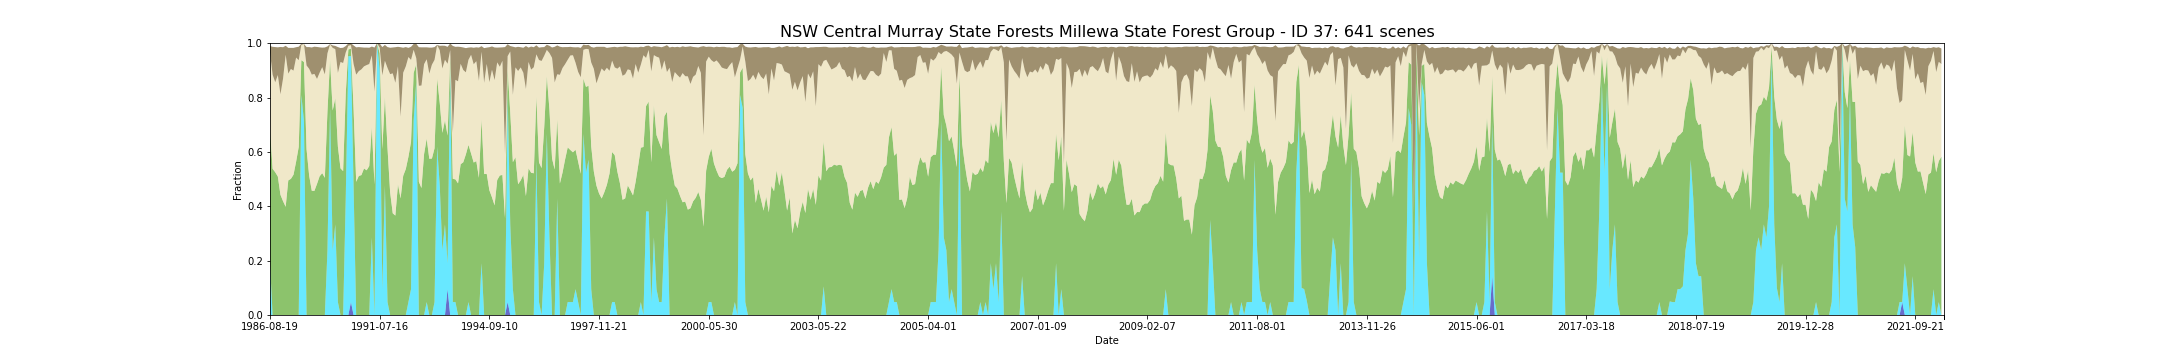 NSW Central Murray State Forests Millewa State Forest Group - ID 37: 641 scenes
1.0
0.8
0.6
0.4
0.2
0.0
Fraction
1986-08-19 1991-07-16 1994-09-10 1997-11-21 2000-05-30 2003-05-22 2005-04-01 2007-01-09 2009-02-07 2011-08-01 2013-11-26 2015-06-01 2017-03-18 2018-07-19 2019-12-28 2021-09-21
Date